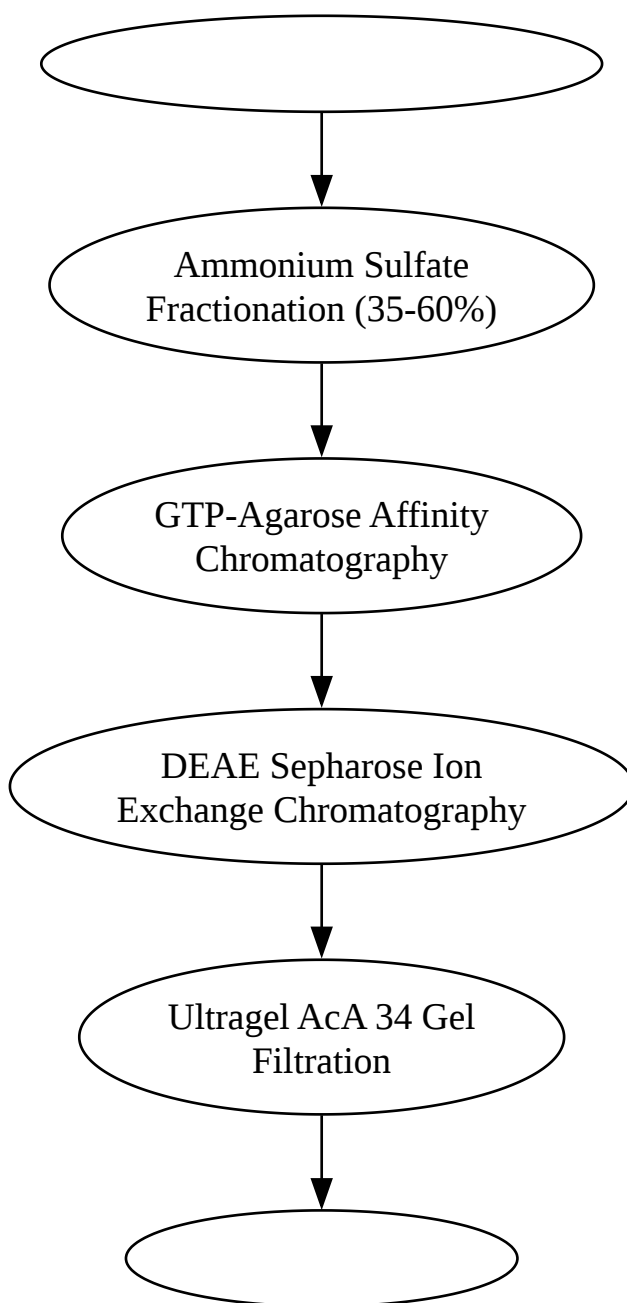 Ammonium Sulfate
Fractionation (35-60%)
GTP-Agarose Affinity
Chromatography
DEAE Sepharose Ion
Exchange Chromatography
Ultragel AcA 34 Gel
Filtration